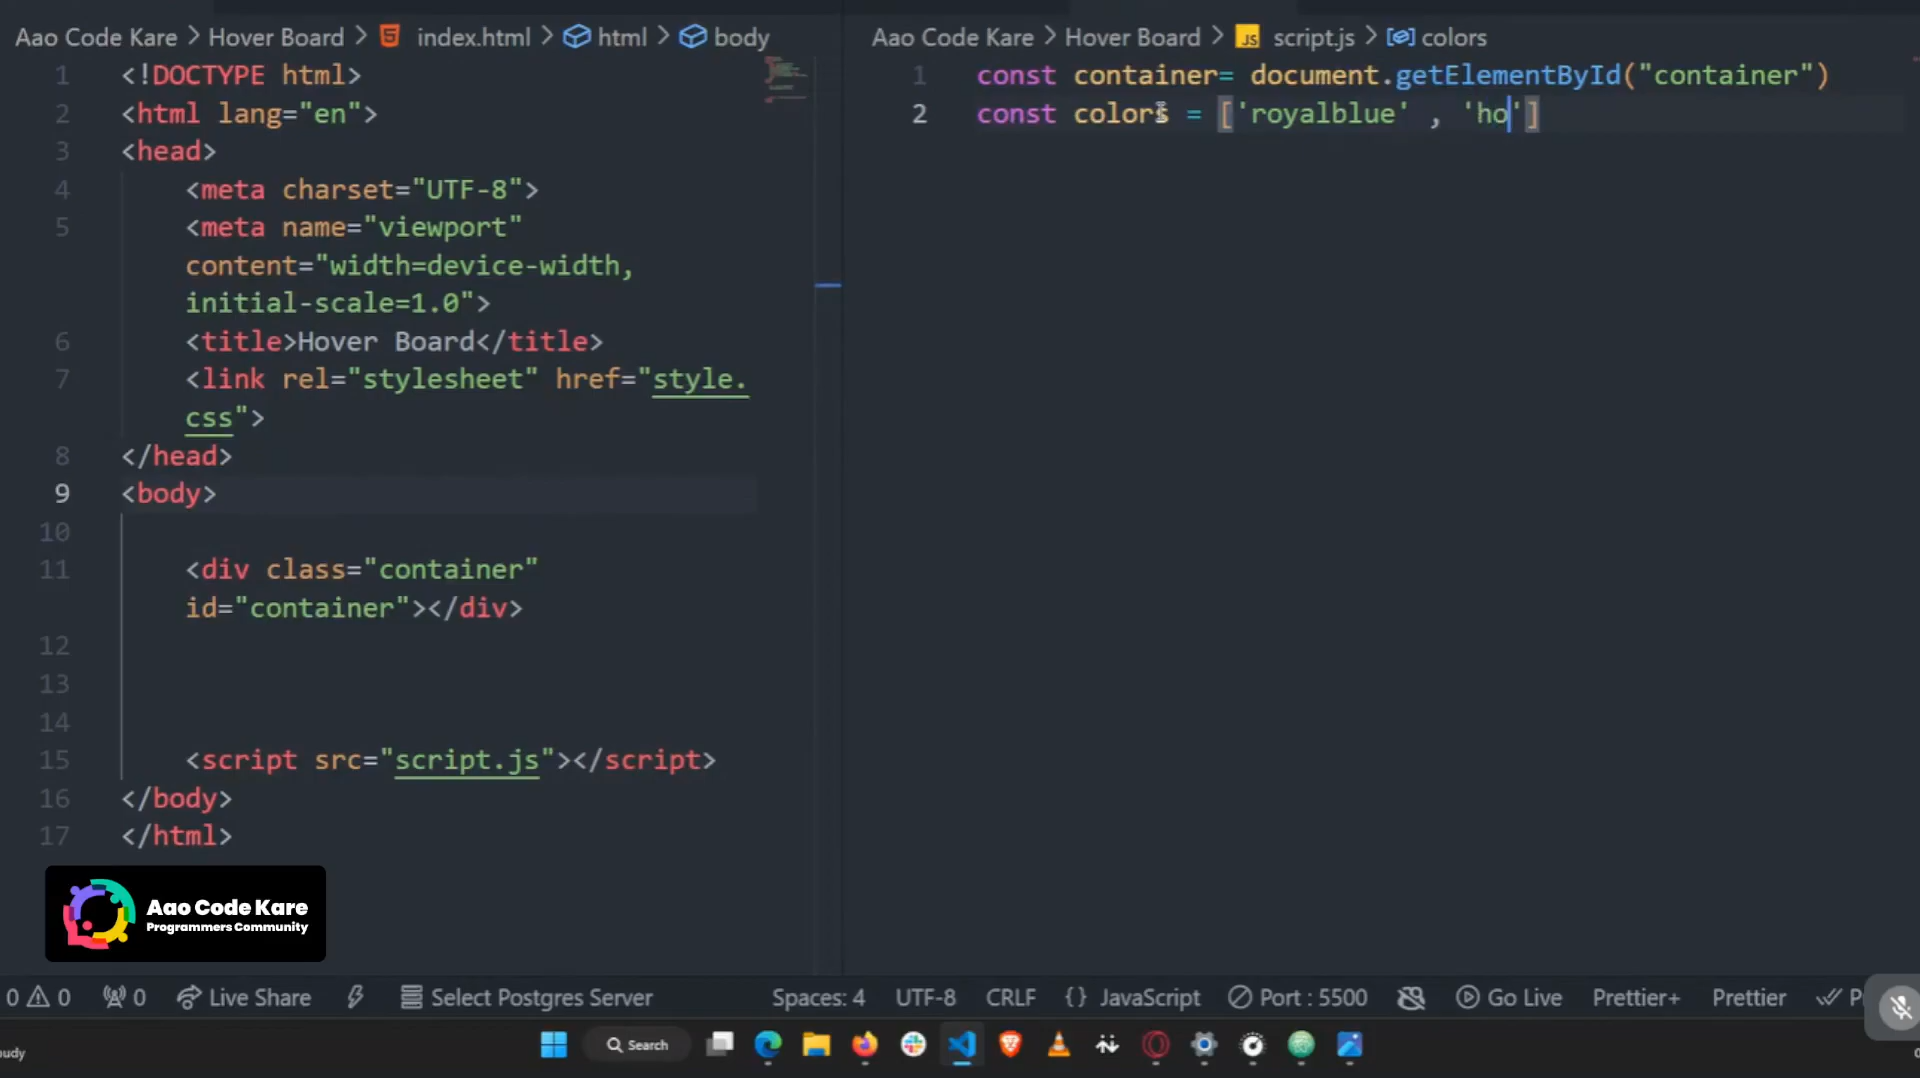 Aao Code Kare > Hover Board > index.html > html > body
1 <!DOCTYPE html>
2 <html lang="en">
3 <head>
4 <meta charset="UTF-8">
5 <meta name="viewport"
content="width=device-width,
initial-scale=1.0">
6 <title>Hover Board</title>
7 <link rel="stylesheet" href="style.
css">
8 </head>
9 <body>
10
11 <div class="container"
id="container"></div>
12
13
14
15 <script src="script.js"></script>
16 </body>
17 </html>
Aao Code Kare > Hover Board > JS script.js > colors
1 const container= document.getElementById("container")
2 const colors = ['royalblue' , 'ho']
Aao Code Kare
Programmers Community
0 0 0 Live Share Select Postgres Server Spaces: 4 UTF-8 CRLF {} JavaScript Port : 5500 Go Live Prettier+ Prettier
Search